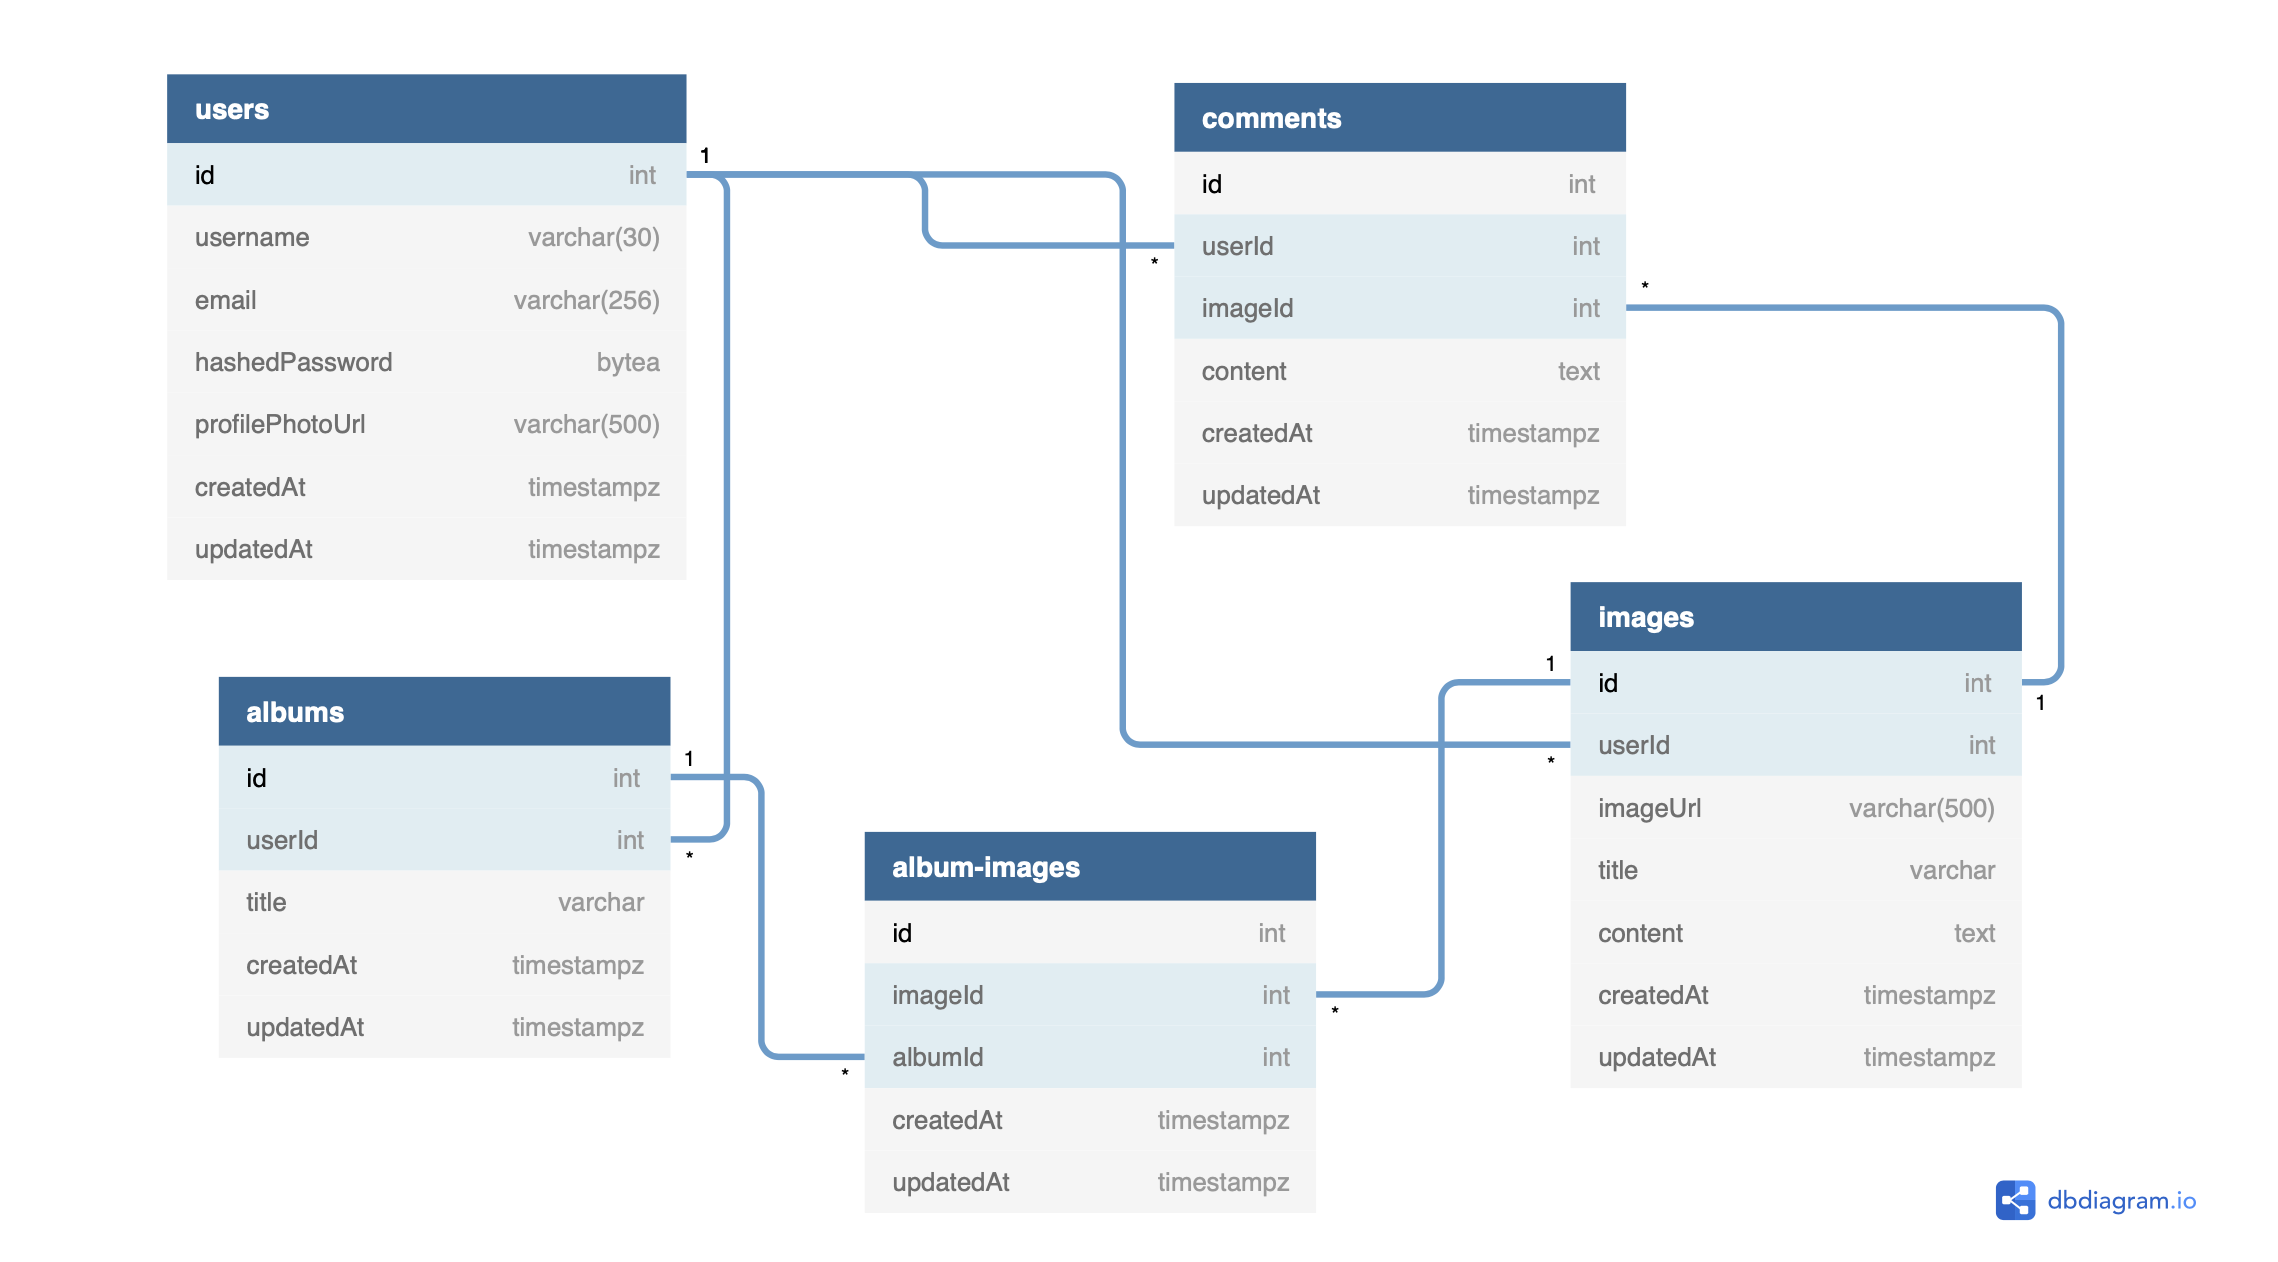 users
1
id int
username varchar(30)
email varchar(256)
hashedPassword bytea
profilePhotoUrl varchar(500)
createdAt timestampz
updatedAt timestampz
comments
id int
* userId int
imageId int *
content text
createdAt timestampz
updatedAt timestampz
albums
id int 1
userId int *
title varchar
createdAt timestampz
updatedAt timestampz
album-images
id int
imageId int *
* albumId int
createdAt timestampz
updatedAt timestampz
images
1 id int 1
* userId int
imageUrl varchar(500)
title varchar
content text
createdAt timestampz
updatedAt timestampz
dbdiagram.io